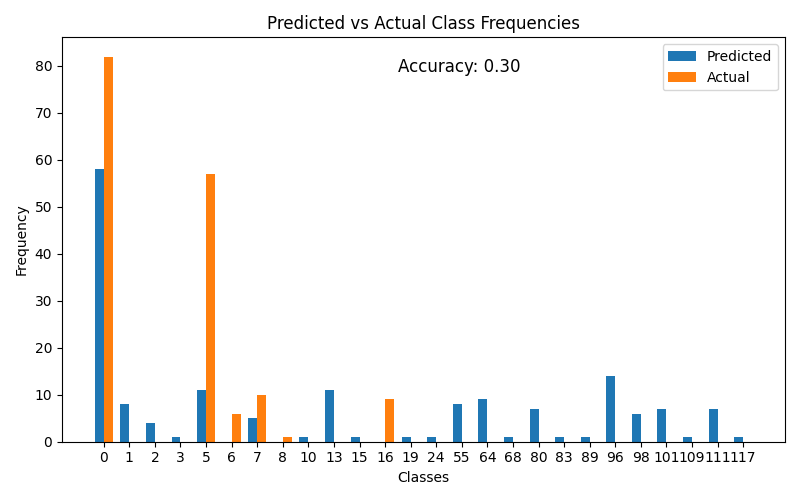 Predicted vs Actual Class Frequencies
Accuracy: 0.30
Predicted
Actual
80
70
60
50
40
30
20
10
0
Frequency
0 1 2 3 5 6 7 8 10 13 15 16 19 24 55 64 68 80 83 89 96 98 101 109 111 117
Classes